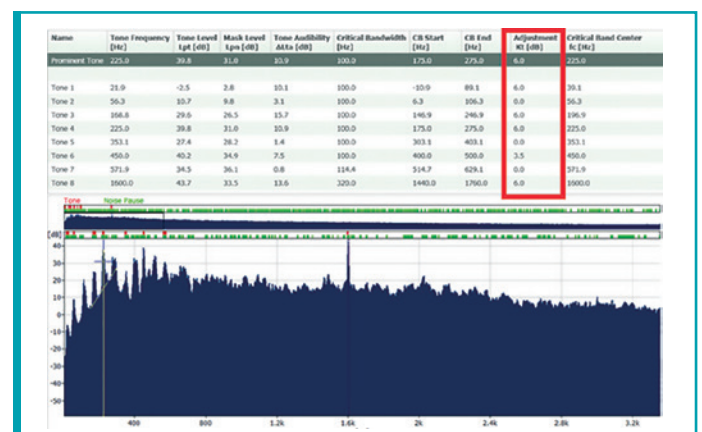 Name Tone Frequency [Hz] Tone Level Lpt [dB] Mask Level Lpn [dB] Tone Audibility ΔLta [dB] Critical Bandwidth [Hz] CB Start [Hz] CB End [Hz] Adjustment Kt [dB] Critical Band Center fc [Hz]
Prominent Tone 225.0 39.8 31.0 10.9 100.0 175.0 275.0 6.0 225.0
Tone 1 21.9 -2.5 2.8 10.1 100.0 -10.9 89.1 6.0 39.1
Tone 2 56.3 10.7 9.8 3.1 100.0 6.3 106.3 0.0 56.3
Tone 3 168.8 29.6 26.5 15.7 100.0 146.9 246.9 6.0 196.9
Tone 4 225.0 39.8 31.0 10.9 100.0 175.0 275.0 6.0 225.0
Tone 5 353.1 27.4 28.2 1.4 100.0 303.1 403.1 0.0 353.1
Tone 6 450.0 40.2 34.9 7.5 100.0 400.0 500.0 3.5 450.0
Tone 7 571.9 34.5 36.1 0.8 114.4 514.7 629.1 0.0 571.9
Tone 8 1600.0 43.7 33.5 13.6 320.0 1440.0 1760.0 6.0 1600.0
Tone Noise Pause
[dB]
40
30
20
10
0
-10
-20
-30
-40
-50
400 800 1.2k 1.6k 2k 2.4k 2.8k 3.2k